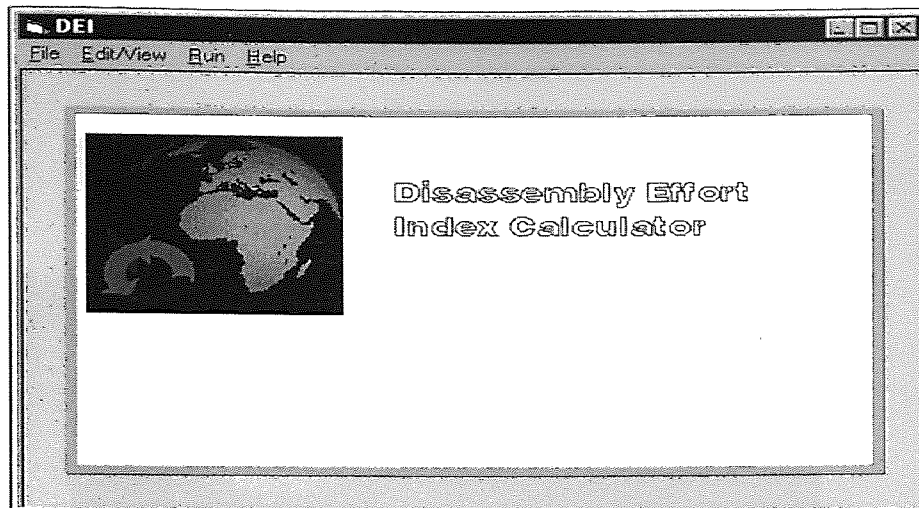 DEI
File Edit/View Run Help
Disassembly Effort
Index Calculator